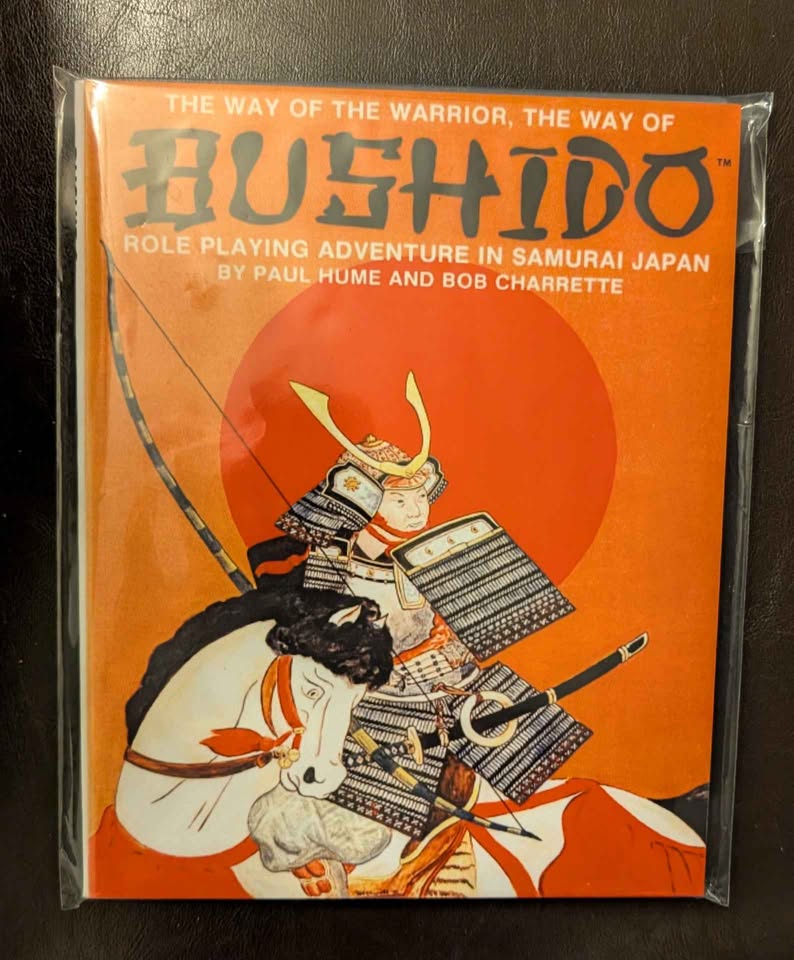 THE WAY OF THE WARRIOR, THE WAY OF
BUSHIDO™
ROLE PLAYING ADVENTURE IN SAMURAI JAPAN
BY PAUL HUME AND BOB CHARRETTE